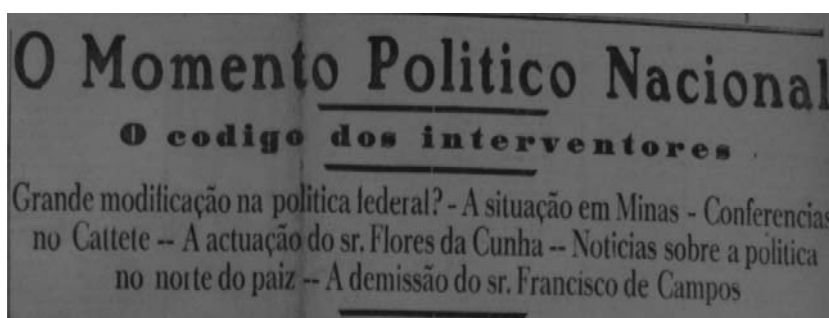 O Momento Politico Nacional
O codigo dos interventores
Grande modificação na politica federal? - A situação em Minas - Conferencias
no Cattete -- A actuação do sr. Flores da Cunha -- Noticias sobre a politica
no norte do paiz -- A demissão do sr. Francisco de Campos